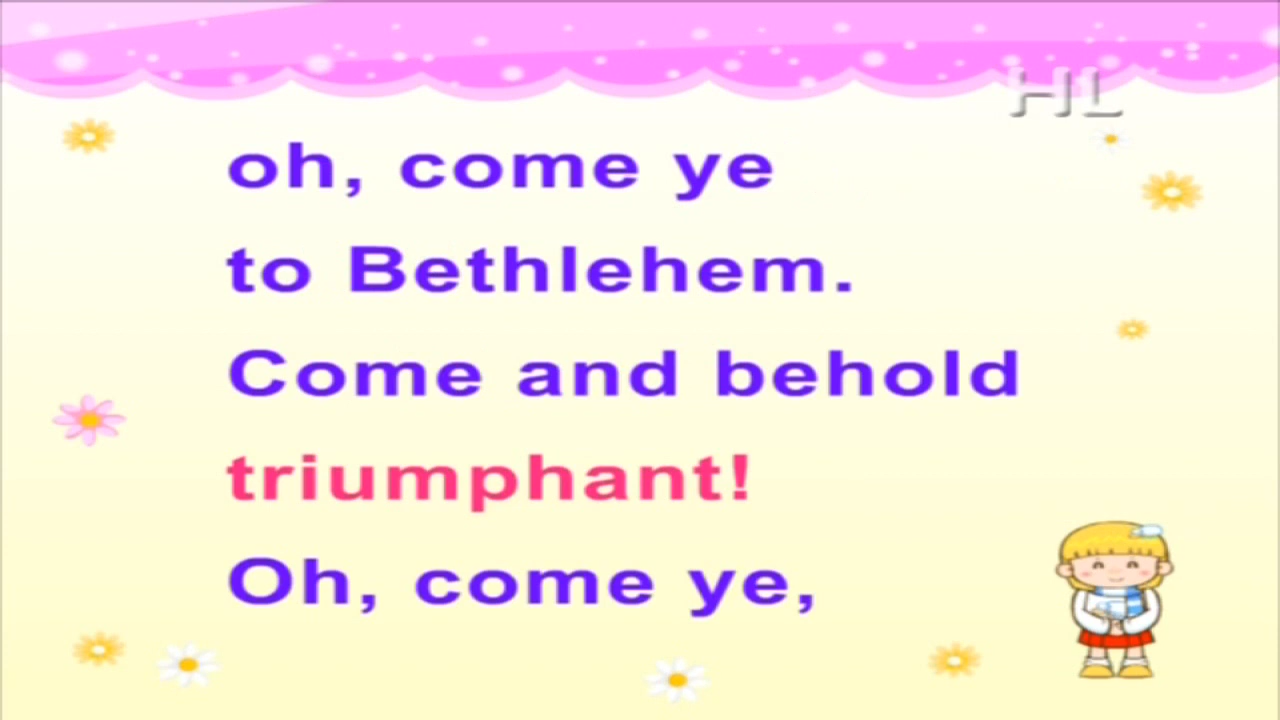 HL
oh, come ye
to Bethlehem.
Come and behold
triumphant!
Oh, come ye,